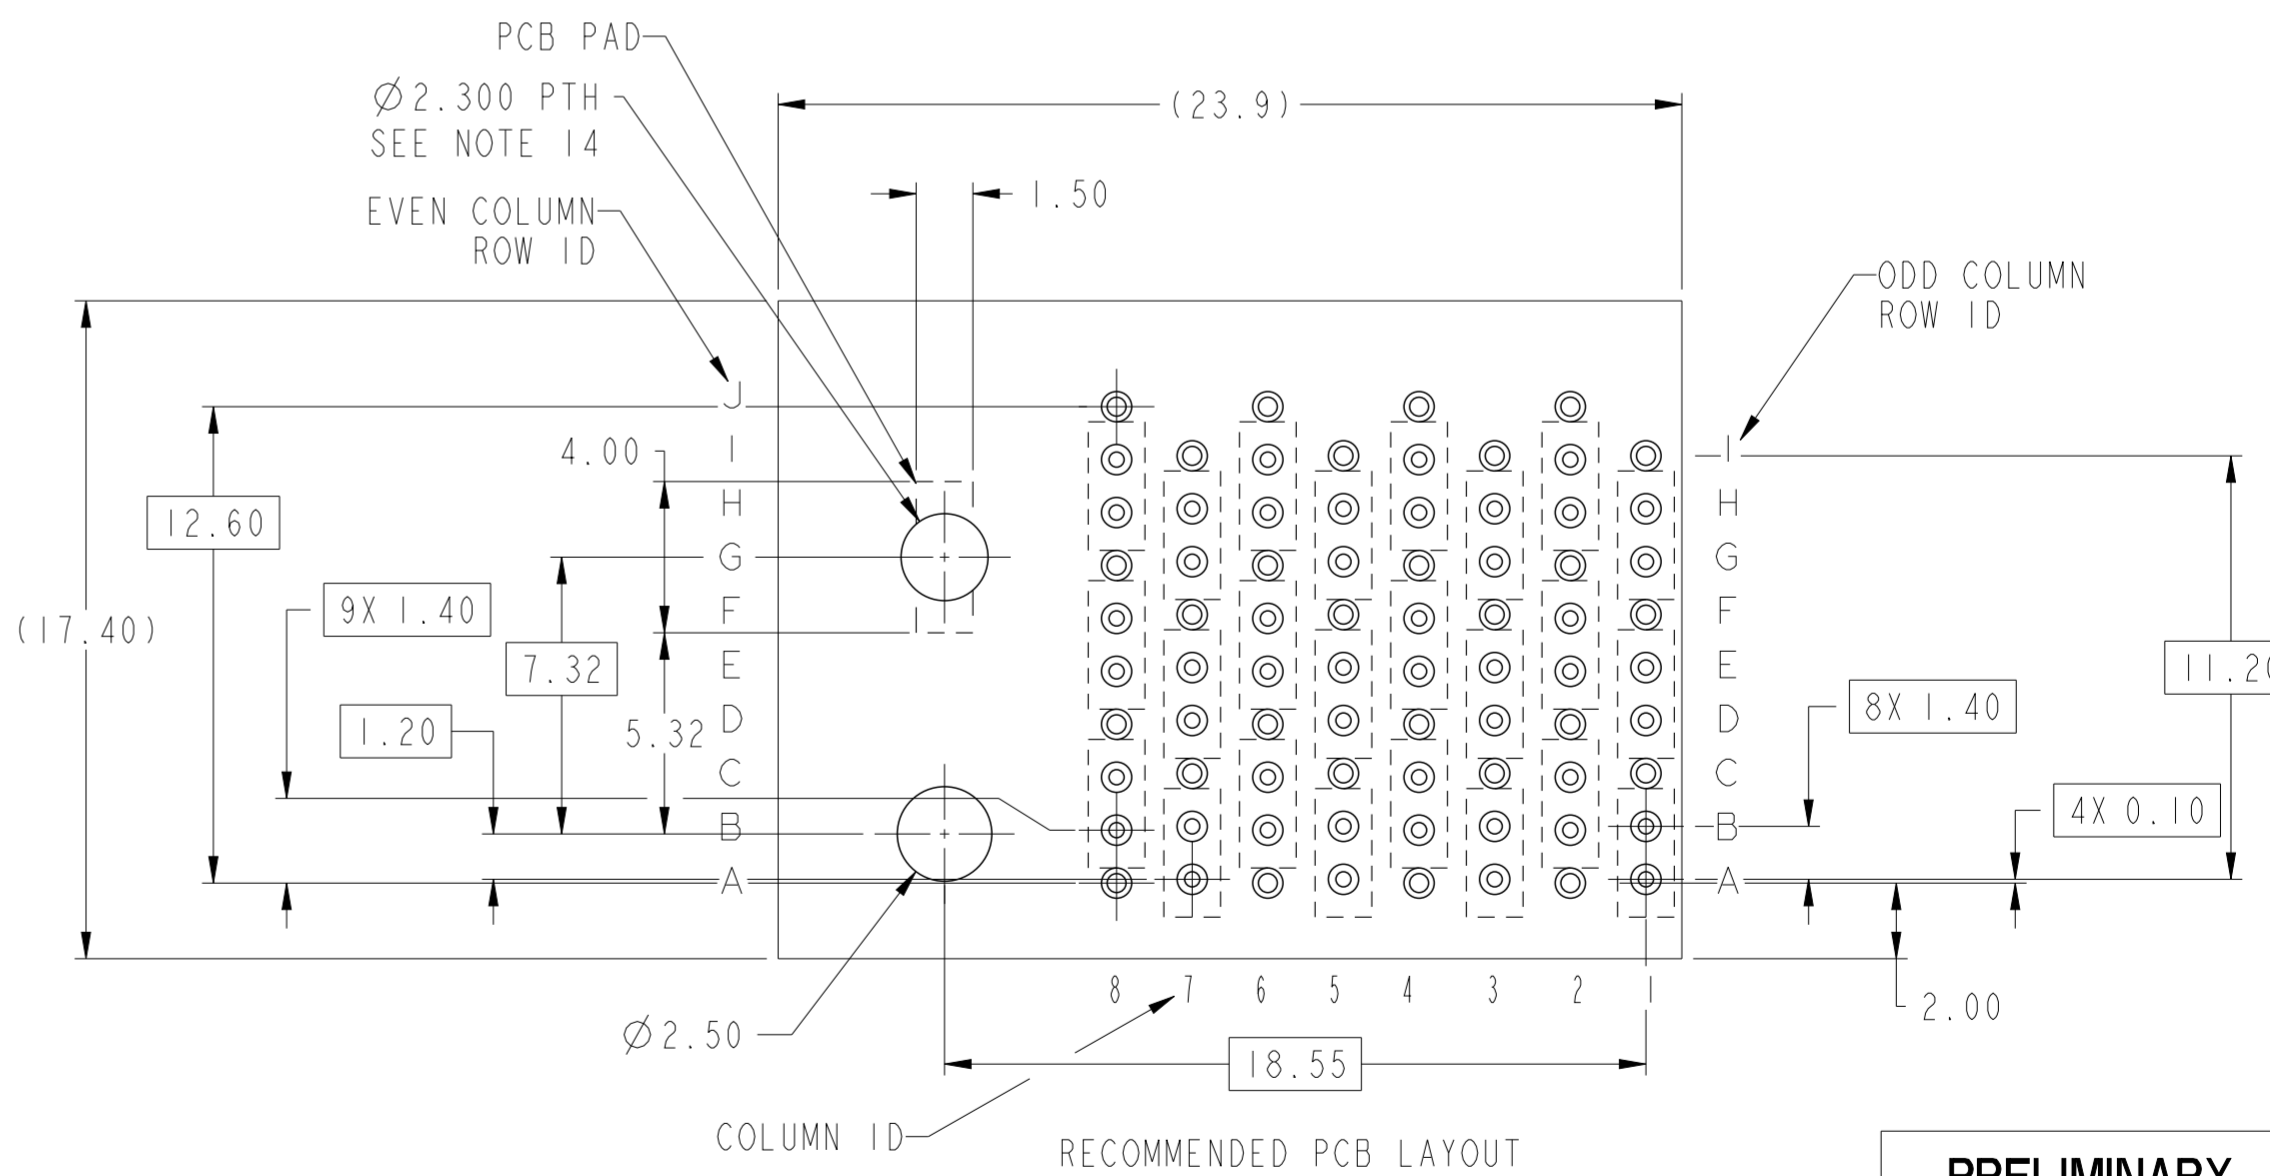 PCB PAD
Ø2.300 PTH
SEE NOTE 14
EVEN COLUMN
ROW ID
(23.9)
1.50
ODD COLUMN
ROW ID
J
I
H
G
F
E
D
C
B
A
4.00
12.60
9X 1.40
(17.40)
7.32
1.20
5.32
I
H
G
F
E
D
C
B
A
11.20
8X 1.40
4X 0.10
2.00
8 7 6 5 4 3 2 1
Ø2.50
18.55
COLUMN ID
RECOMMENDED PCB LAYOUT
PRELIMINARY